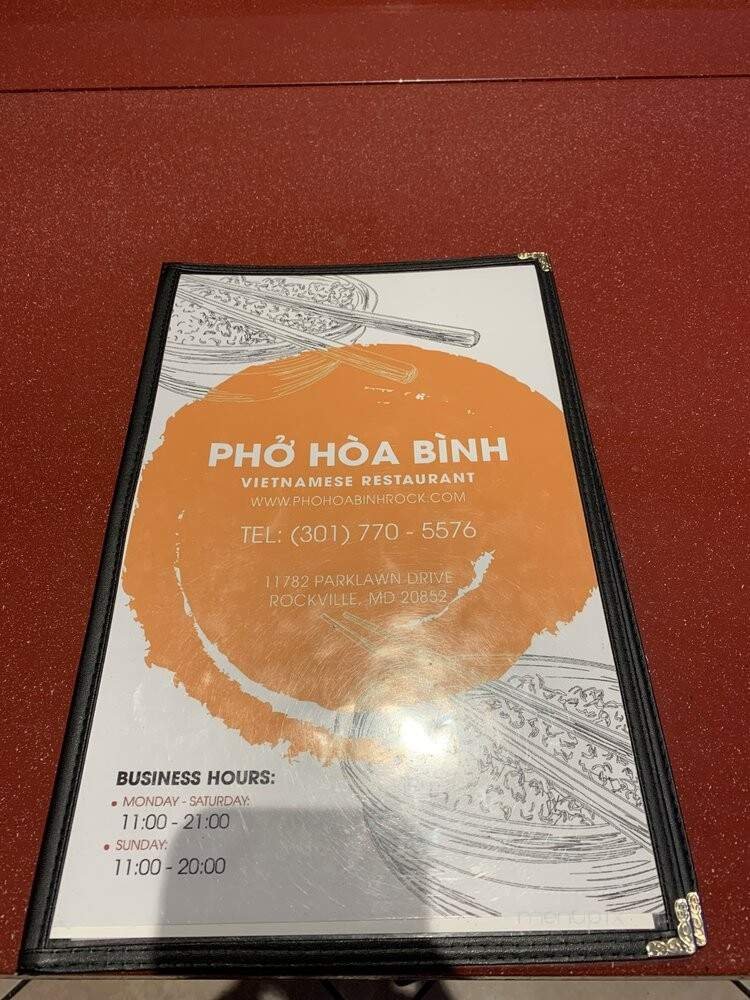 PHỞ HÒA BÌNH
VIETNAMESE RESTAURANT
WWW.PHOHOABINHROCK.COM
TEL: (301) 770 - 5576
11782 PARKLAWN DRIVE
ROCKVILLE, MD 20852
BUSINESS HOURS:
• MONDAY - SATURDAY:
11:00 - 21:00
• SUNDAY:
11:00 - 20:00